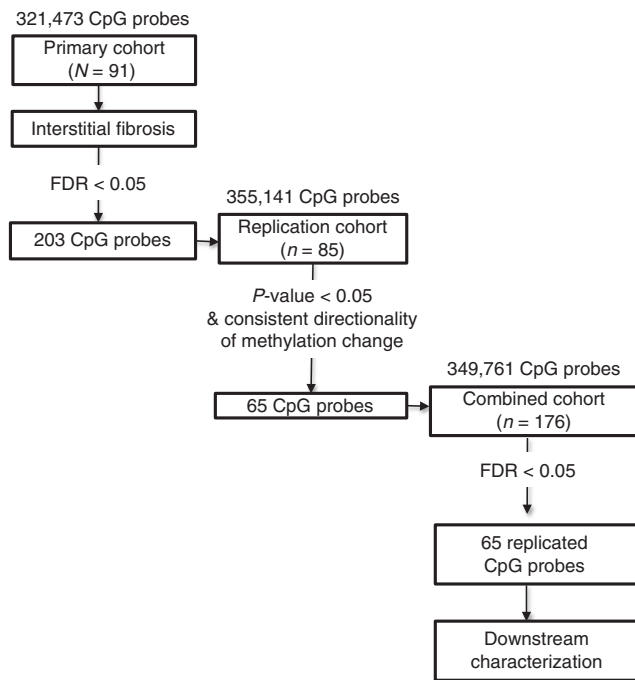 321,473 CpG probes
Primary cohort
(N = 91)
Interstitial fibrosis
FDR < 0.05
203 CpG probes
355,141 CpG probes
Replication cohort
(n = 85)
P-value < 0.05
& consistent directionality
of methylation change
65 CpG probes
349,761 CpG probes
Combined cohort
(n = 176)
FDR < 0.05
65 replicated
CpG probes
Downstream
characterization